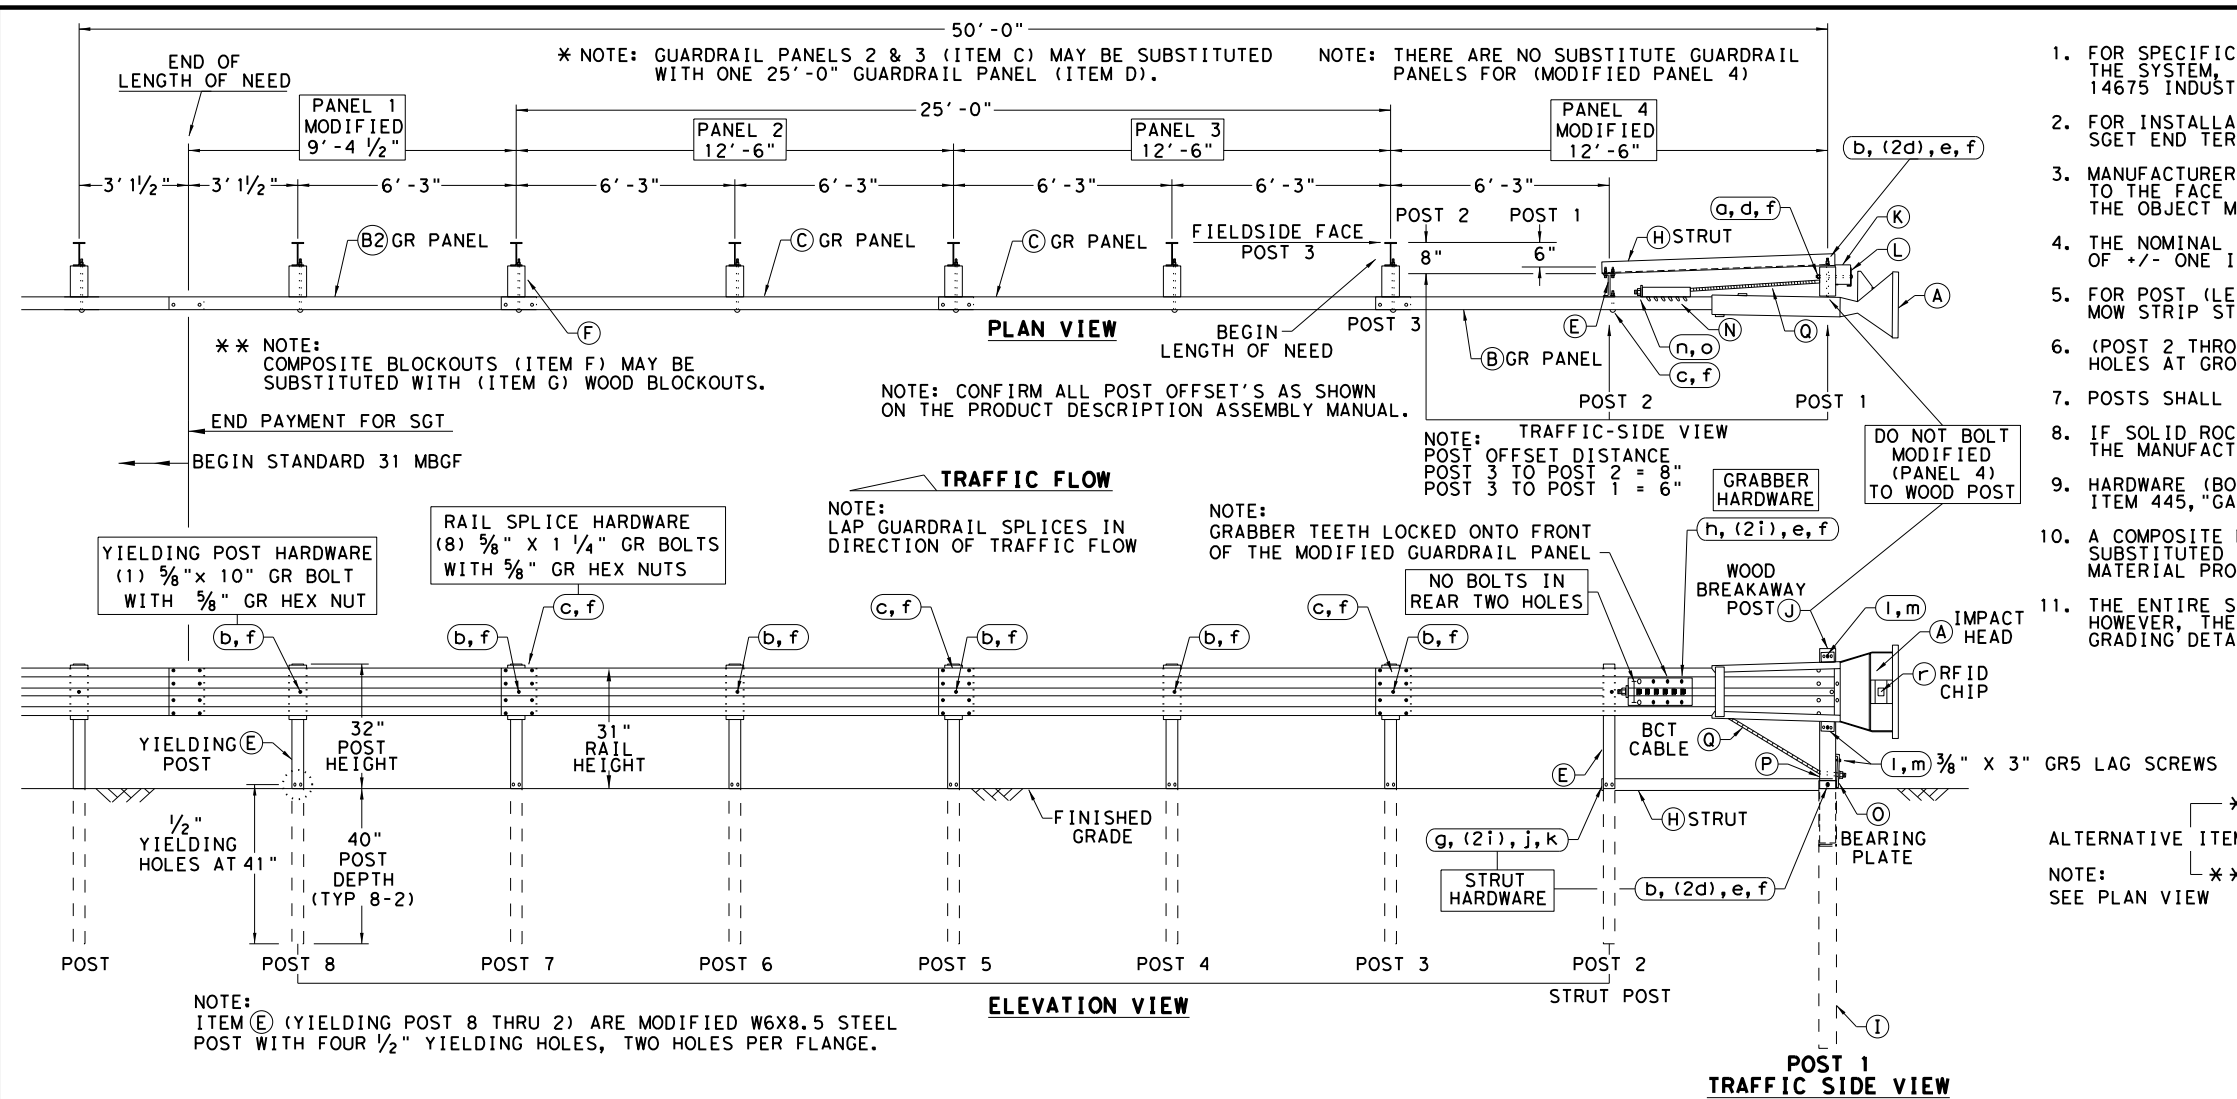 50'-0"
* NOTE: GUARDRAIL PANELS 2 & 3 (ITEM C) MAY BE SUBSTITUTED
WITH ONE 25'-0" GUARDRAIL PANEL (ITEM D).
NOTE: THERE ARE NO SUBSTITUTE GUARDRAIL
PANELS FOR (MODIFIED PANEL 4)
END OF
LENGTH OF NEED
PANEL 1
MODIFIED
9'-4 1/2"
25'-0"
PANEL 2
12'-6"
PANEL 3
12'-6"
PANEL 4
MODIFIED
12'-6"
b, (2d), e, f
3' 1 1/2"
3' 1 1/2"
6'-3"
6'-3"
6'-3"
6'-3"
6'-3"
6'-3"
POST 2
POST 1
a, d, f
K
B2 GR PANEL
C GR PANEL
C GR PANEL
FIELDSIDE FACE
POST 3
8"
6"
H STRUT
L
A
F
PLAN VIEW
BEGIN
LENGTH OF NEED
POST 3
E
N
Q
n, o
B GR PANEL
c, f
** NOTE:
COMPOSITE BLOCKOUTS (ITEM F) MAY BE
SUBSTITUTED WITH (ITEM G) WOOD BLOCKOUTS.
NOTE: CONFIRM ALL POST OFFSET'S AS SHOWN
ON THE PRODUCT DESCRIPTION ASSEMBLY MANUAL.
POST 2
POST 1
TRAFFIC-SIDE VIEW
NOTE:
POST OFFSET DISTANCE
POST 3 TO POST 2 = 8"
POST 3 TO POST 1 = 6"
DO NOT BOLT
MODIFIED
(PANEL 4)
TO WOOD POST
END PAYMENT FOR SGT
BEGIN STANDARD 31 MBGF
TRAFFIC FLOW
NOTE:
LAP GUARDRAIL SPLICES IN
DIRECTION OF TRAFFIC FLOW
NOTE:
GRABBER TEETH LOCKED ONTO FRONT
OF THE MODIFIED GUARDRAIL PANEL
GRABBER
HARDWARE
h, (2i), e, f
YIELDING POST HARDWARE
(1) 5/8"x 10" GR BOLT
WITH 5/8" GR HEX NUT
RAIL SPLICE HARDWARE
(8) 5/8" X 1 1/4" GR BOLTS
WITH 5/8" GR HEX NUTS
NO BOLTS IN
REAR TWO HOLES
WOOD
BREAKAWAY
POST J
l, m
A IMPACT
HEAD
r RFID
CHIP
c, f
c, f
c, f
b, f
b, f
b, f
b, f
b, f
b, f
YIELDING E
POST
32"
POST
HEIGHT
31"
RAIL
HEIGHT
BCT
CABLE Q
P
E
l, m 3/8" X 3" GR5 LAG SCREWS
1/2"
YIELDING
HOLES AT 41"
40"
POST
DEPTH
(TYP 8-2)
FINISHED
GRADE
H STRUT
O
BEARING
PLATE
g, (2i), j, k
STRUT
HARDWARE
b, (2d), e, f
POST
POST 8
POST 7
POST 6
POST 5
POST 4
POST 3
POST 2
STRUT POST
ELEVATION VIEW
NOTE:
ITEM E (YIELDING POST 8 THRU 2) ARE MODIFIED W6X8.5 STEEL
POST WITH FOUR 1/2" YIELDING HOLES, TWO HOLES PER FLANGE.
I
POST 1
TRAFFIC SIDE VIEW
1. FOR SPECIFIC
THE SYSTEM,
14675 INDUST
2. FOR INSTALLA
SGET END TER
3. MANUFACTURER
TO THE FACE
THE OBJECT M
4. THE NOMINAL
OF +/- ONE I
5. FOR POST (LE
MOW STRIP ST
6. (POST 2 THRO
HOLES AT GRO
7. POSTS SHALL
8. IF SOLID ROC
THE MANUFACT
9. HARDWARE (BO
ITEM 445, "GA
10. A COMPOSITE
SUBSTITUTED
MATERIAL PRO
11. THE ENTIRE S
HOWEVER, THE
GRADING DETA
*
ALTERNATIVE ITEM
NOTE: **
SEE PLAN VIEW